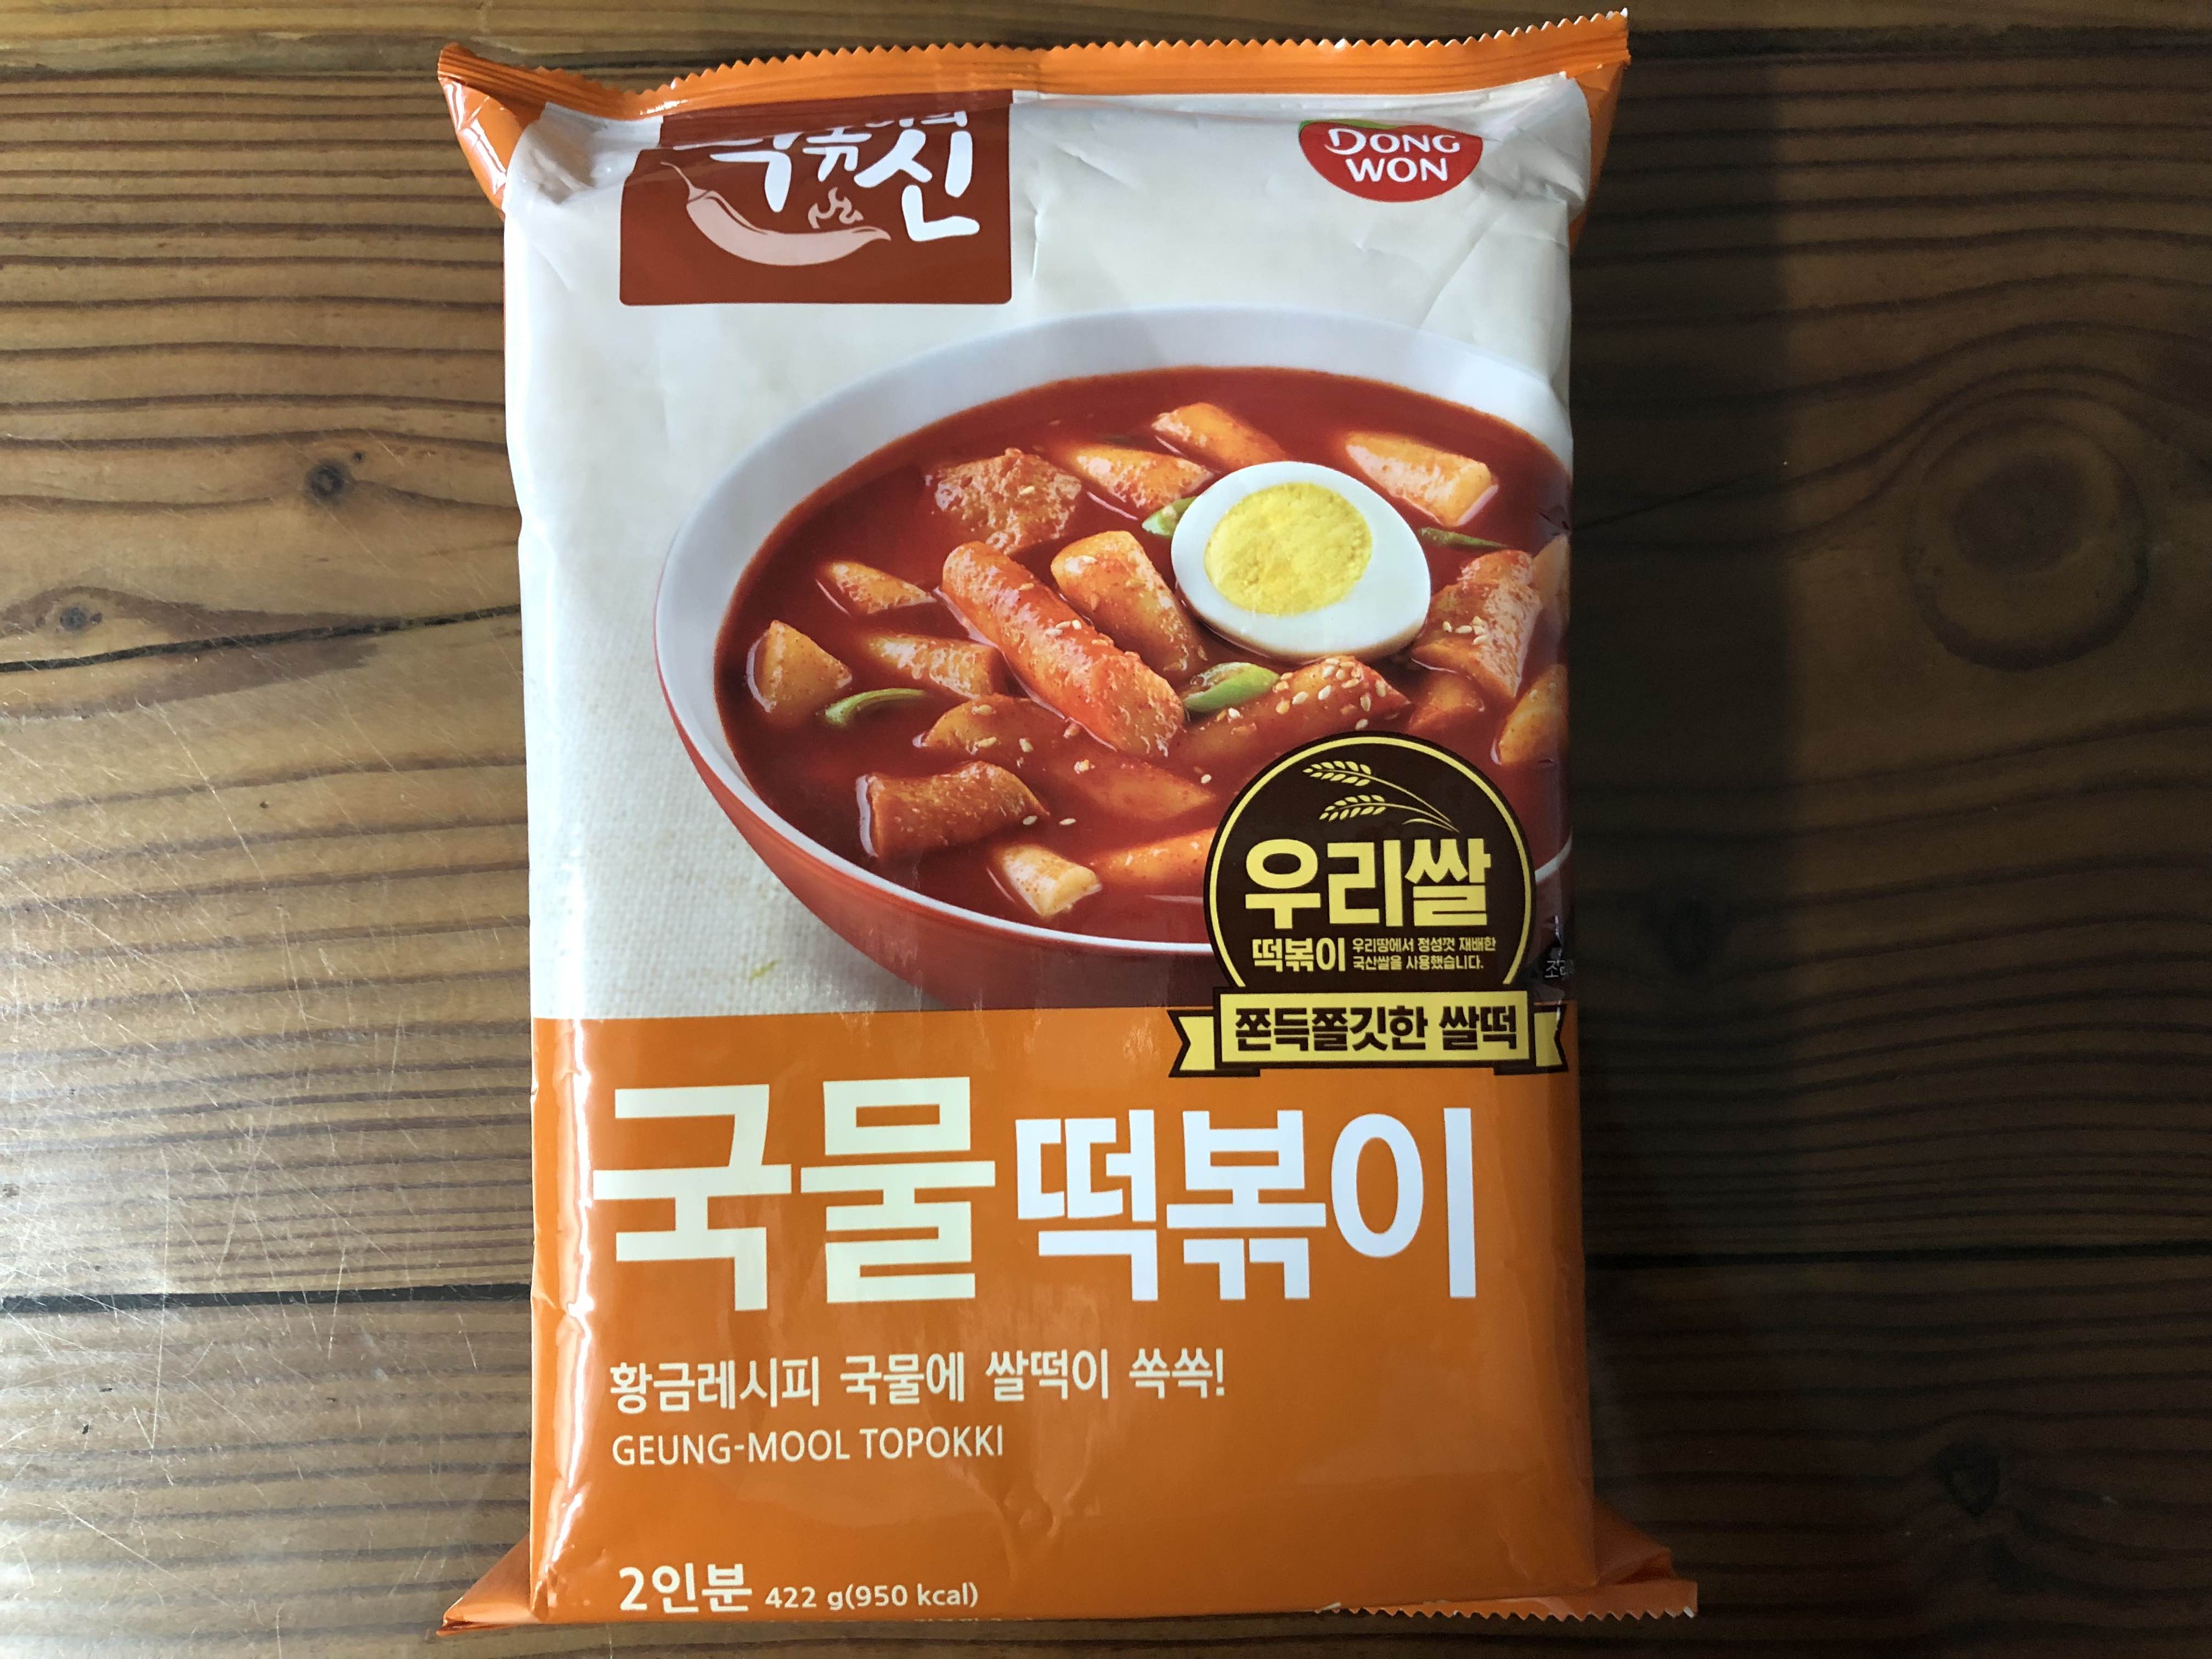 신
DONG
WON
우리쌀
떡볶이
우리땅에서 정성껏 재배한
국산쌀을 사용했습니다.
쫀득쫄깃한 쌀떡
국물 떡볶이
황금레시피 국물에 쌀떡이 쏙쏙!
GEUNG-MOOL TOPOKKI
2인분 422 g(950 kcal)